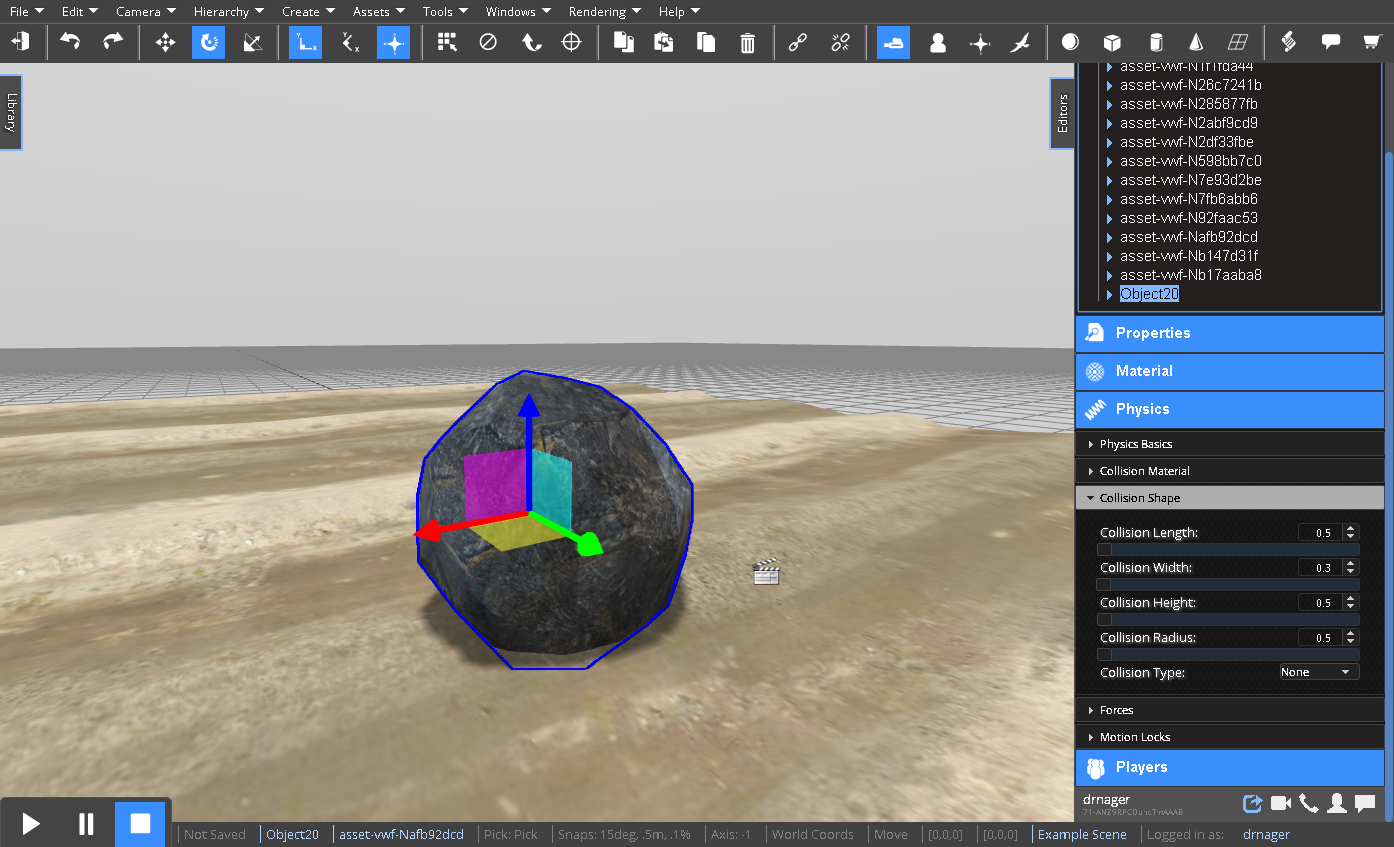 File Edit Camera Hierarchy Create Assets Tools Windows Rendering Help
Library
Editors
asset-vwf-N1f1fda44
asset-vwf-N26c7241b
asset-vwf-N285877fb
asset-vwf-N2abf9cd9
asset-vwf-N2df33fbe
asset-vwf-N598bb7c0
asset-vwf-N7e93d2be
asset-vwf-N7fb6abb6
asset-vwf-N92faac53
asset-vwf-Nafb92dcd
asset-vwf-Nb147d31f
asset-vwf-Nb17aaba8
Object20
Properties
Material
Physics
Physics Basics
Collision Material
Collision Shape
Collision Length: 0.5
Collision Width: 0.3
Collision Height: 0.5
Collision Radius: 0.5
Collision Type: None
Forces
Motion Locks
Players
drnager
Not Saved Object20 asset-vwf-Nafb92dcd Pick: Pick Snaps: 15deg, .5m, .1% Axis: -1 World Coords Move [0,0,0] [0,0,0] Example Scene Logged in as: drnager